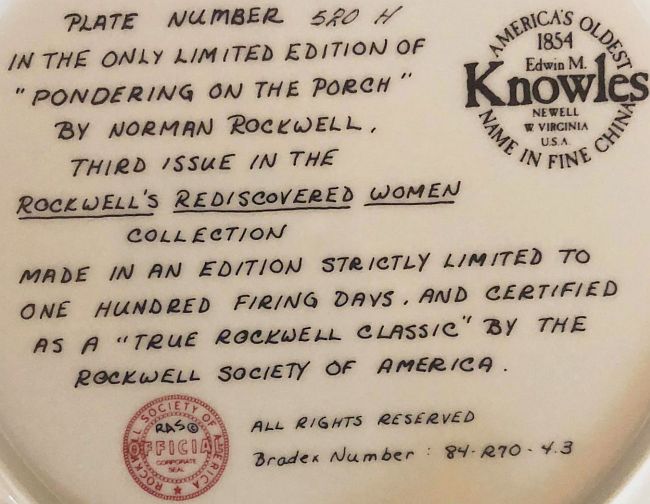 PLATE NUMBER 520 H
IN THE ONLY LIMITED EDITION OF
"PONDERING ON THE PORCH"
BY NORMAN ROCKWELL,
THIRD ISSUE IN THE
ROCKWELL'S REDISCOVERED WOMEN
COLLECTION
MADE IN AN EDITION STRICTLY LIMITED TO
ONE HUNDRED FIRING DAYS, AND CERTIFIED
AS A "TRUE ROCKWELL CLASSIC" BY THE
ROCKWELL SOCIETY OF AMERICA.
AMERICA'S OLDEST
1854
Edwin M.
Knowles
NEWELL
W VIRGINIA
U.S.A.
NAME IN FINE CHINA
ROCKWELL SOCIETY OF AMERICA
RAS©
OFFICIAL
CORPORATE
SEAL
ALL RIGHTS RESERVED
Bradex Number: 84-R70-4.3